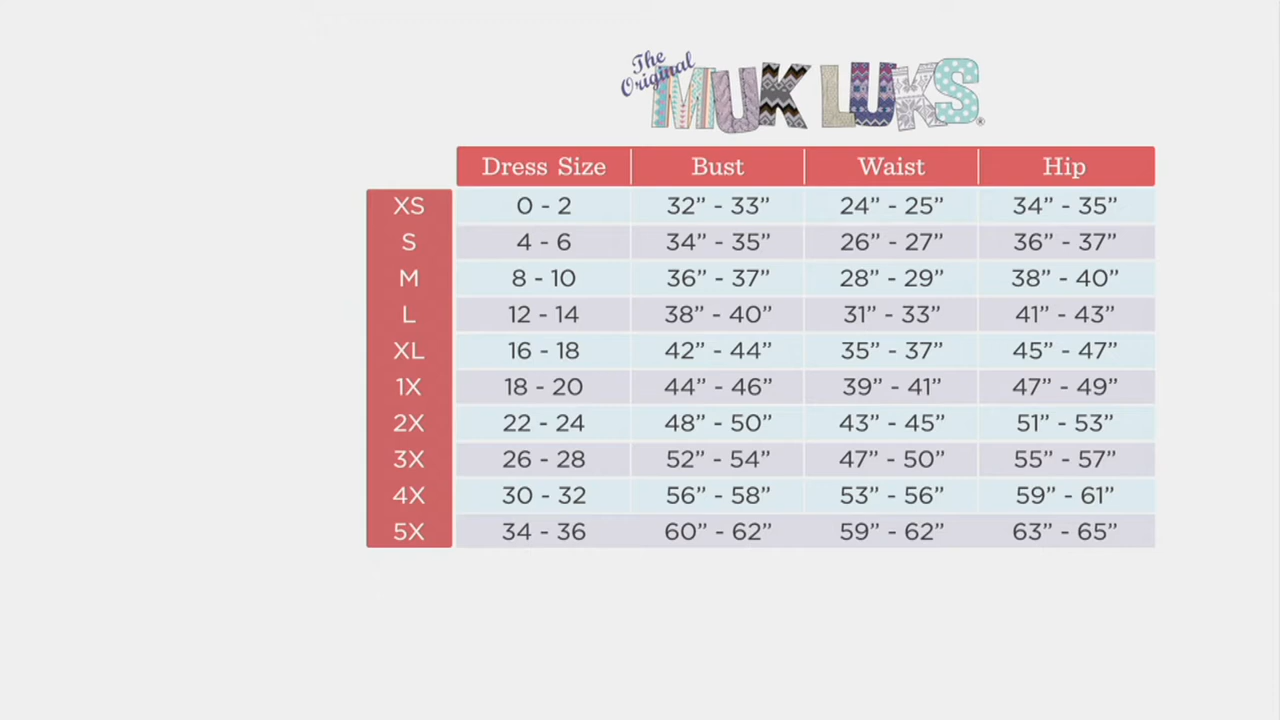 The Original MUK LUKS®
Dress Size Bust Waist Hip
XS 0 - 2 32” - 33” 24” - 25” 34” - 35”
S 4 - 6 34” - 35” 26” - 27” 36” - 37”
M 8 - 10 36” - 37” 28” - 29” 38” - 40”
L 12 - 14 38” - 40” 31” - 33” 41” - 43”
XL 16 - 18 42” - 44” 35” - 37” 45” - 47”
1X 18 - 20 44” - 46” 39” - 41” 47” - 49”
2X 22 - 24 48” - 50” 43” - 45” 51” - 53”
3X 26 - 28 52” - 54” 47” - 50” 55” - 57”
4X 30 - 32 56” - 58” 53” - 56” 59” - 61”
5X 34 - 36 60” - 62” 59” - 62” 63” - 65”